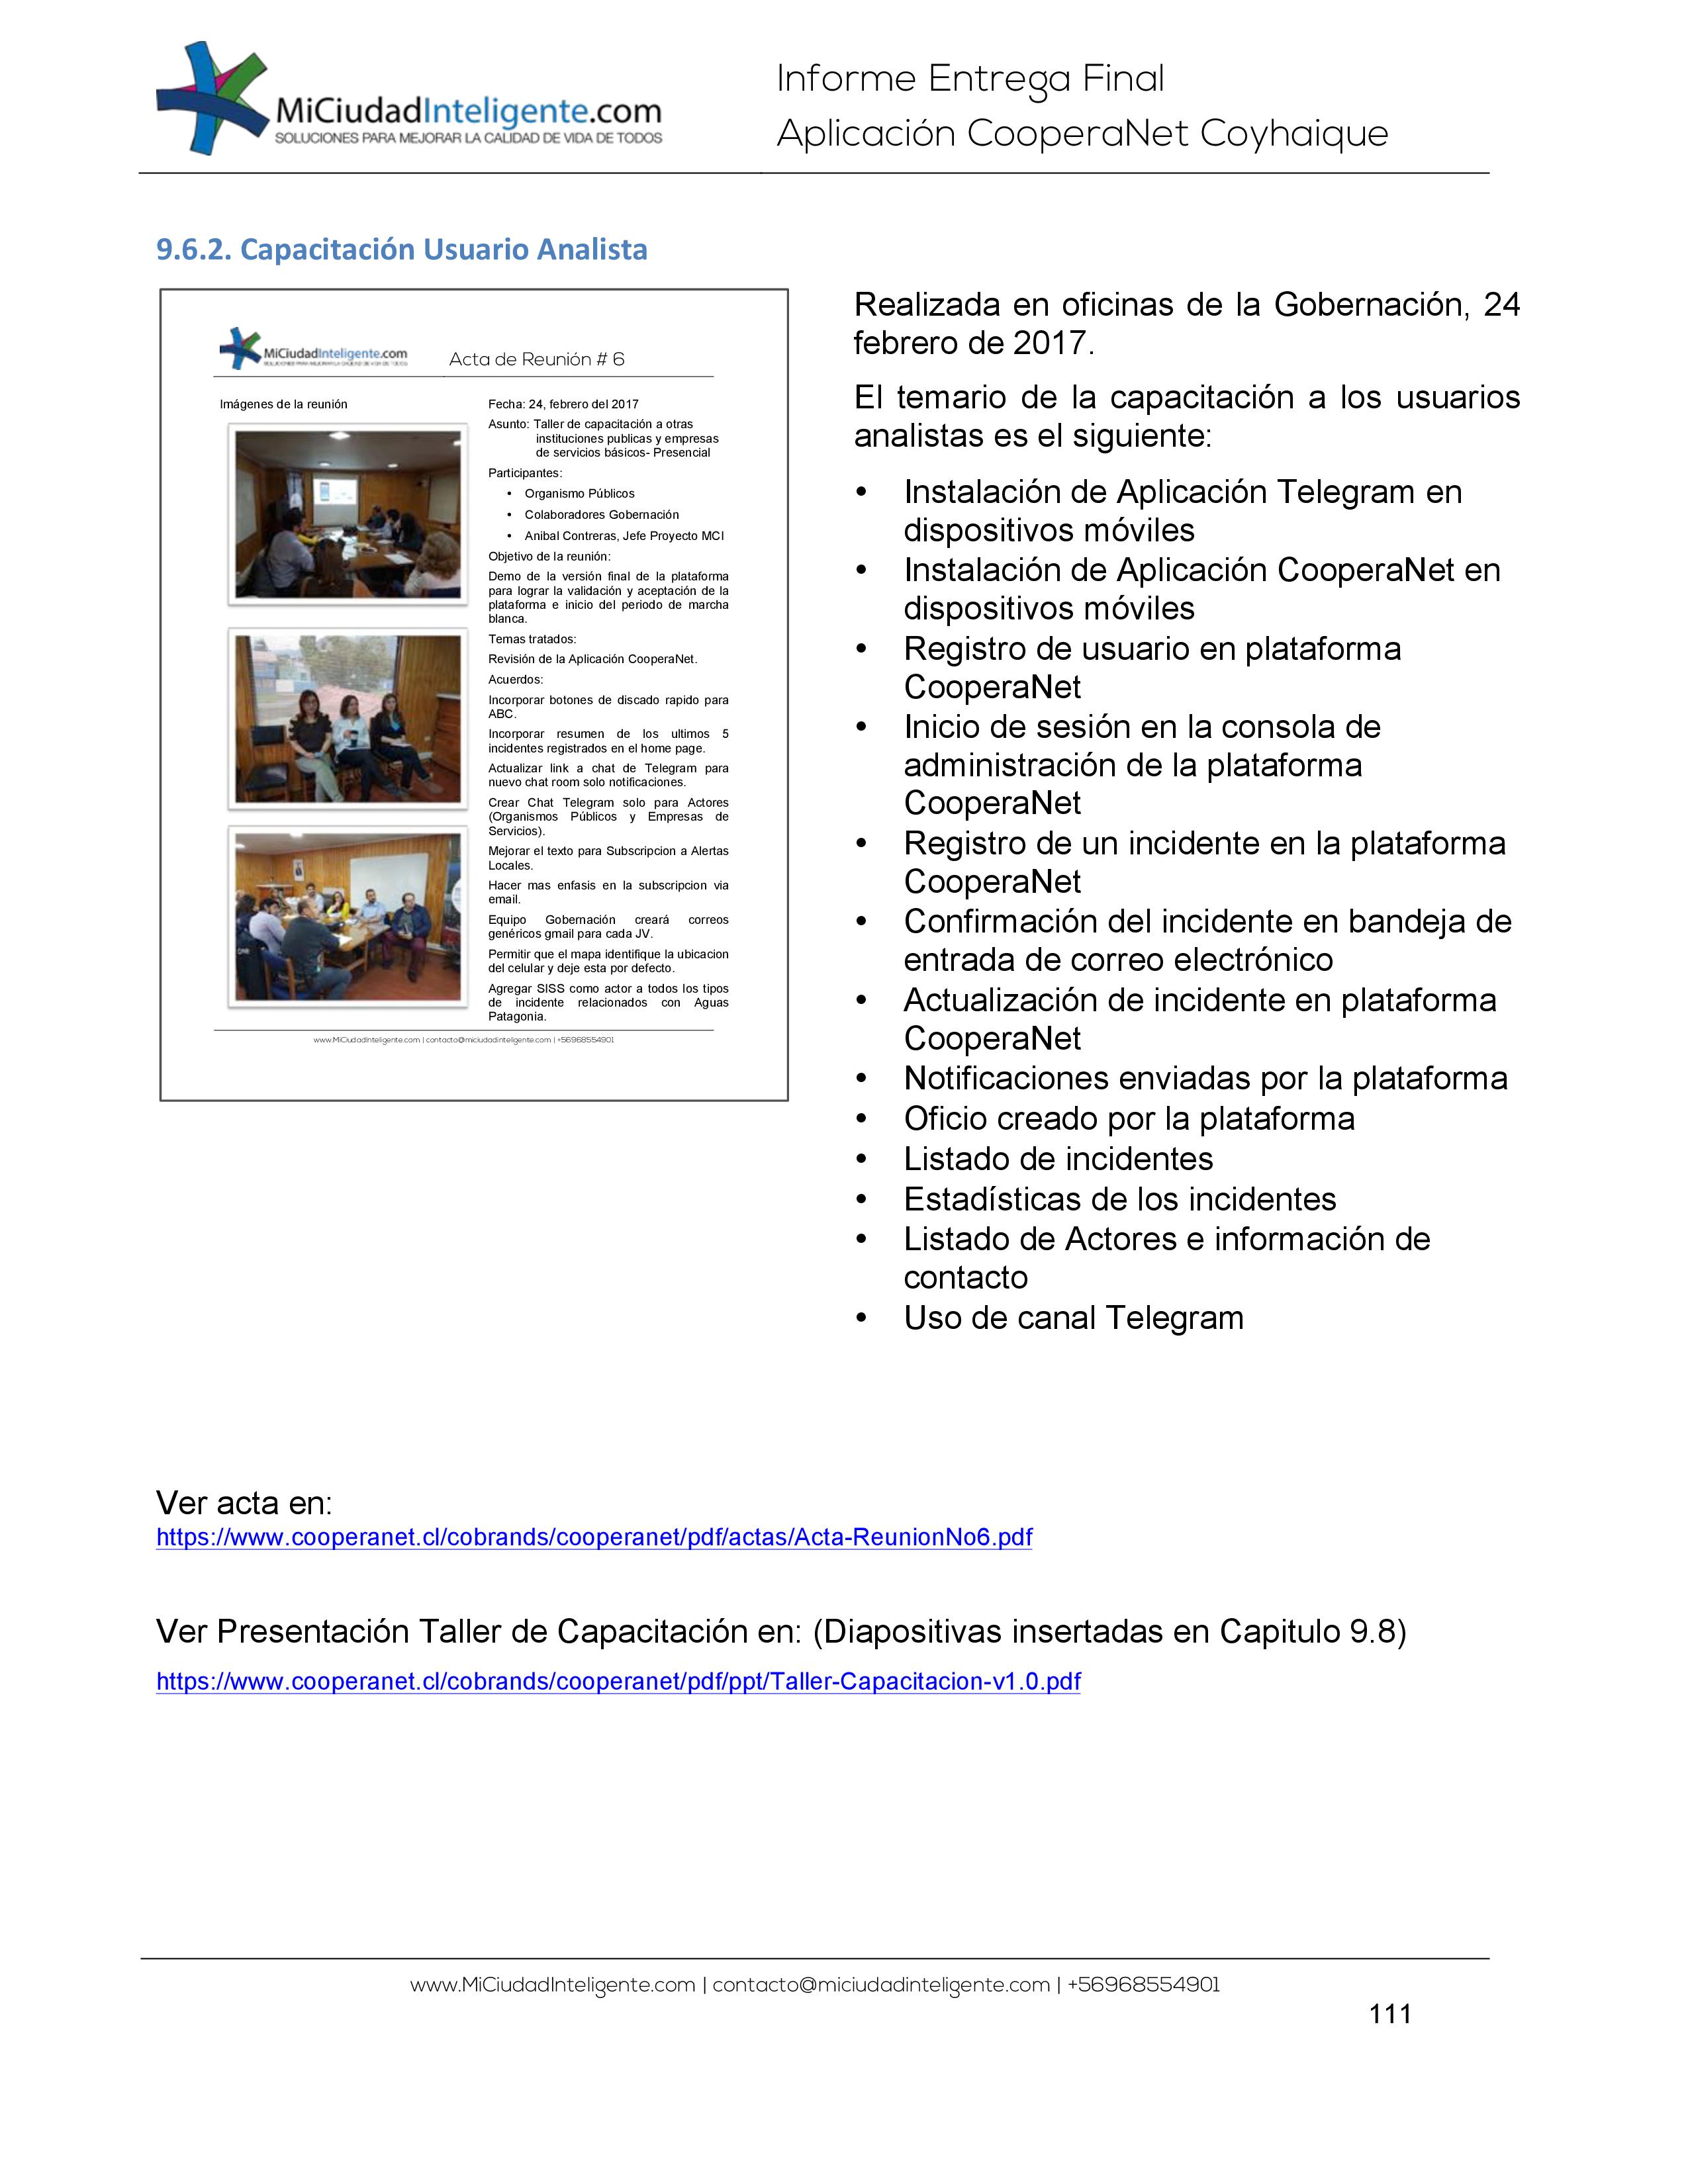 MiCiudadInteligente.com
SOLUCIONES PARA MEJORAR LA CALIDAD DE VIDA DE TODOS
Informe Entrega Final
Aplicación CooperaNet Coyhaique
9.6.2. Capacitación Usuario Analista
MiCiudadInteligente.com
SOLUCIONES PARA MEJORAR LA CALIDAD DE VIDA DE TODOS
Acta de Reunión # 6
Imágenes de la reunión
Fecha: 24, febrero del 2017
Asunto: Taller de capacitación a otras
instituciones publicas y empresas
de servicios básicos- Presencial
Participantes:
• Organismo Públicos
• Colaboradores Gobernación
• Anibal Contreras, Jefe Proyecto MCI
Objetivo de la reunión:
Demo de la versión final de la plataforma
para lograr la validación y aceptación de la
plataforma e inicio del periodo de marcha
blanca.
Temas tratados:
Revisión de la Aplicación CooperaNet.
Acuerdos:
Incorporar botones de discado rapido para
ABC.
Incorporar resumen de los ultimos 5
incidentes registrados en el home page.
Actualizar link a chat de Telegram para
nuevo chat room solo notificaciones.
Crear Chat Telegram solo para Actores
(Organismos Públicos y Empresas de
Servicios).
Mejorar el texto para Subscripcion a Alertas
Locales.
Hacer mas enfasis en la subscripcion via
email.
Equipo Gobernación creará correos
genéricos gmail para cada JV.
Permitir que el mapa identifique la ubicacion
del celular y deje esta por defecto.
Agregar SISS como actor a todos los tipos
de incidente relacionados con Aguas
Patagonia.
www.MiCiudadInteligente.com | contacto@miciudadinteligente.com | +56968554901
Realizada en oficinas de la Gobernación, 24
febrero de 2017.
El temario de la capacitación a los usuarios
analistas es el siguiente:
• Instalación de Aplicación Telegram en
dispositivos móviles
• Instalación de Aplicación CooperaNet en
dispositivos móviles
• Registro de usuario en plataforma
CooperaNet
• Inicio de sesión en la consola de
administración de la plataforma
CooperaNet
• Registro de un incidente en la plataforma
CooperaNet
• Confirmación del incidente en bandeja de
entrada de correo electrónico
• Actualización de incidente en plataforma
CooperaNet
• Notificaciones enviadas por la plataforma
• Oficio creado por la plataforma
• Listado de incidentes
• Estadísticas de los incidentes
• Listado de Actores e información de
contacto
• Uso de canal Telegram
Ver acta en:
https://www.cooperanet.cl/cobrands/cooperanet/pdf/actas/Acta-ReunionNo6.pdf
Ver Presentación Taller de Capacitación en: (Diapositivas insertadas en Capitulo 9.8)
https://www.cooperanet.cl/cobrands/cooperanet/pdf/ppt/Taller-Capacitacion-v1.0.pdf
www.MiCiudadInteligente.com | contacto@miciudadinteligente.com | +56968554901
111